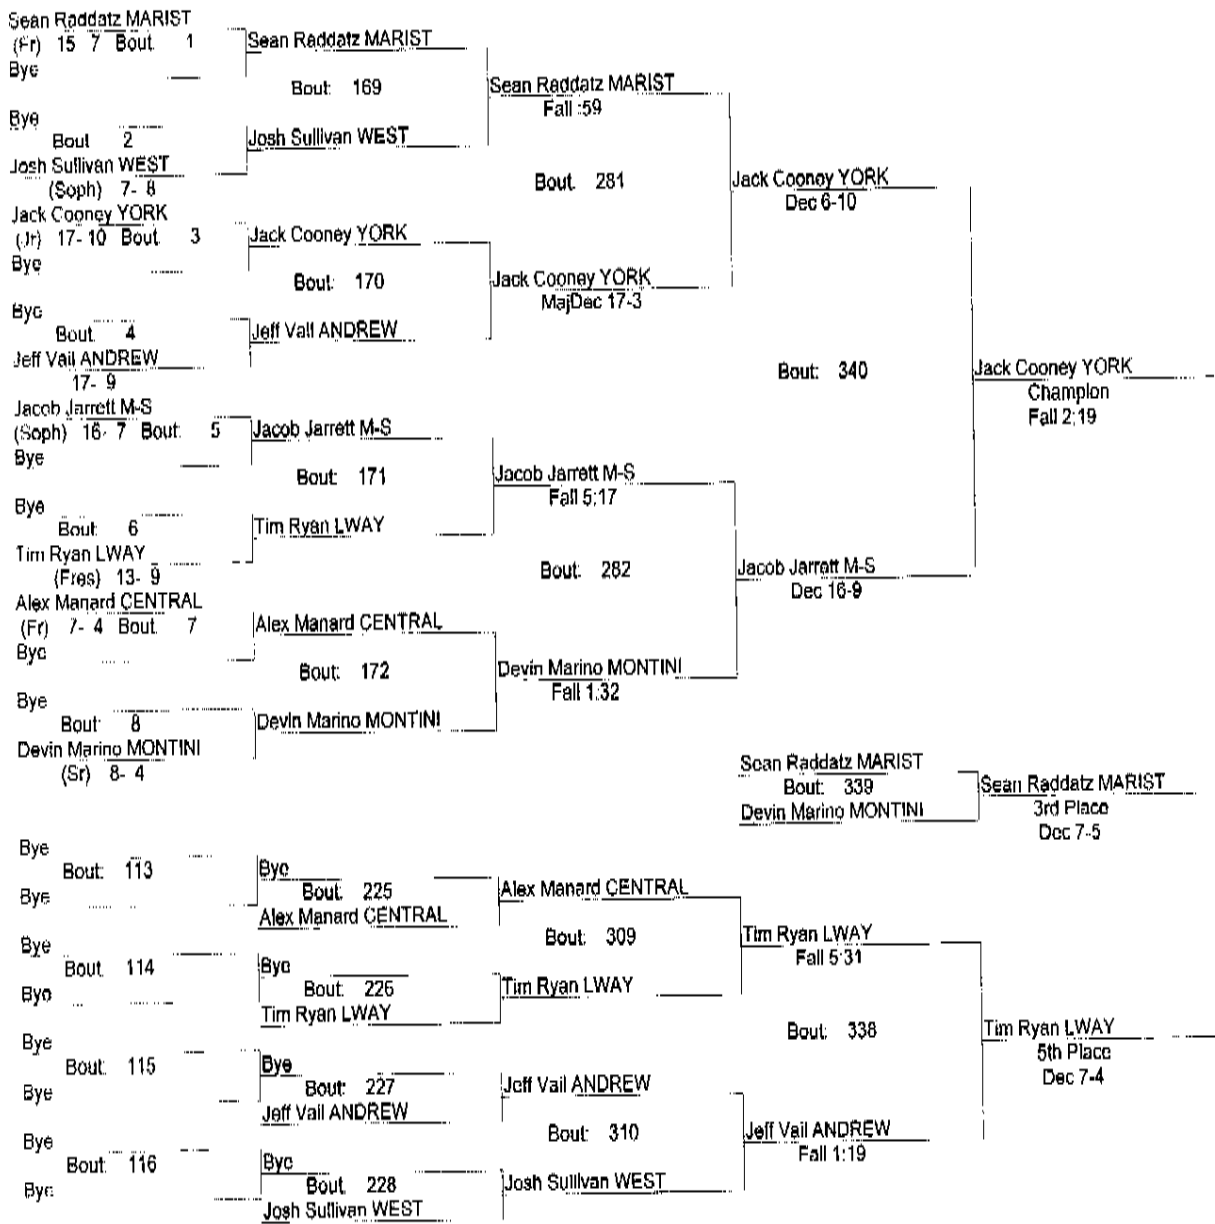 Sean Raddatz MARIST
(Fr) 15 7 Bout 1
Bye
Bye
Bout 2
Josh Sullivan WEST
(Soph) 7- 8
Jack Cooney YORK
(Jr) 17- 10 Bout 3
Bye
Bye
Bout 4
Jeff Vail ANDREW
17- 9
Jacob Jarrett M-S
(Soph) 16- 7 Bout: 5
Bye
Bye
Bout: 6
Tim Ryan LWAY
(Fres) 13- 9
Alex Manard CENTRAL
(Fr) 7- 4 Bout 7
Bye
Bye
Bout: 8
Devin Marino MONTINI
(Sr) 8- 4
Sean Raddatz MARIST
Bout: 169
Josh Sullivan WEST
Jack Cooney YORK
Bout: 170
Jeff Vail ANDREW
Jacob Jarrett M-S
Bout: 171
Tim Ryan LWAY
Alex Manard CENTRAL
Bout: 172
Devin Marino MONTINI
Sean Raddatz MARIST
Fall :59
Bout: 281
Jack Cooney YORK
MajDec 17-3
Jacob Jarrett M-S
Fall 5:17
Bout: 282
Devin Marino MONTINI
Fall 1:32
Jack Cooney YORK
Dec 6-10
Bout: 340
Jacob Jarrett M-S
Dec 16-9
Jack Cooney YORK
Champion
Fall 2:19
Sean Raddatz MARIST
Bout: 339
Devin Marino MONTINI
Sean Raddatz MARIST
3rd Place
Dec 7-5
Bye
Bout: 113
Bye
Bye
Bout 114
Bye
Bye
Bout: 115
Bye
Bye
Bout: 116
Bye
Bye
Bout: 225
Alex Manard CENTRAL
Bye
Bout: 226
Tim Ryan LWAY
Bye
Bout: 227
Jeff Vail ANDREW
Bye
Bout 228
Josh Sullivan WEST
Alex Manard CENTRAL
Bout: 309
Tim Ryan LWAY
Jeff Vail ANDREW
Bout: 310
Josh Sullivan WEST
Tim Ryan LWAY
Fall 5:31
Bout: 338
Jeff Vail ANDREW
Fall 1:19
Tim Ryan LWAY
5th Place
Dec 7-4